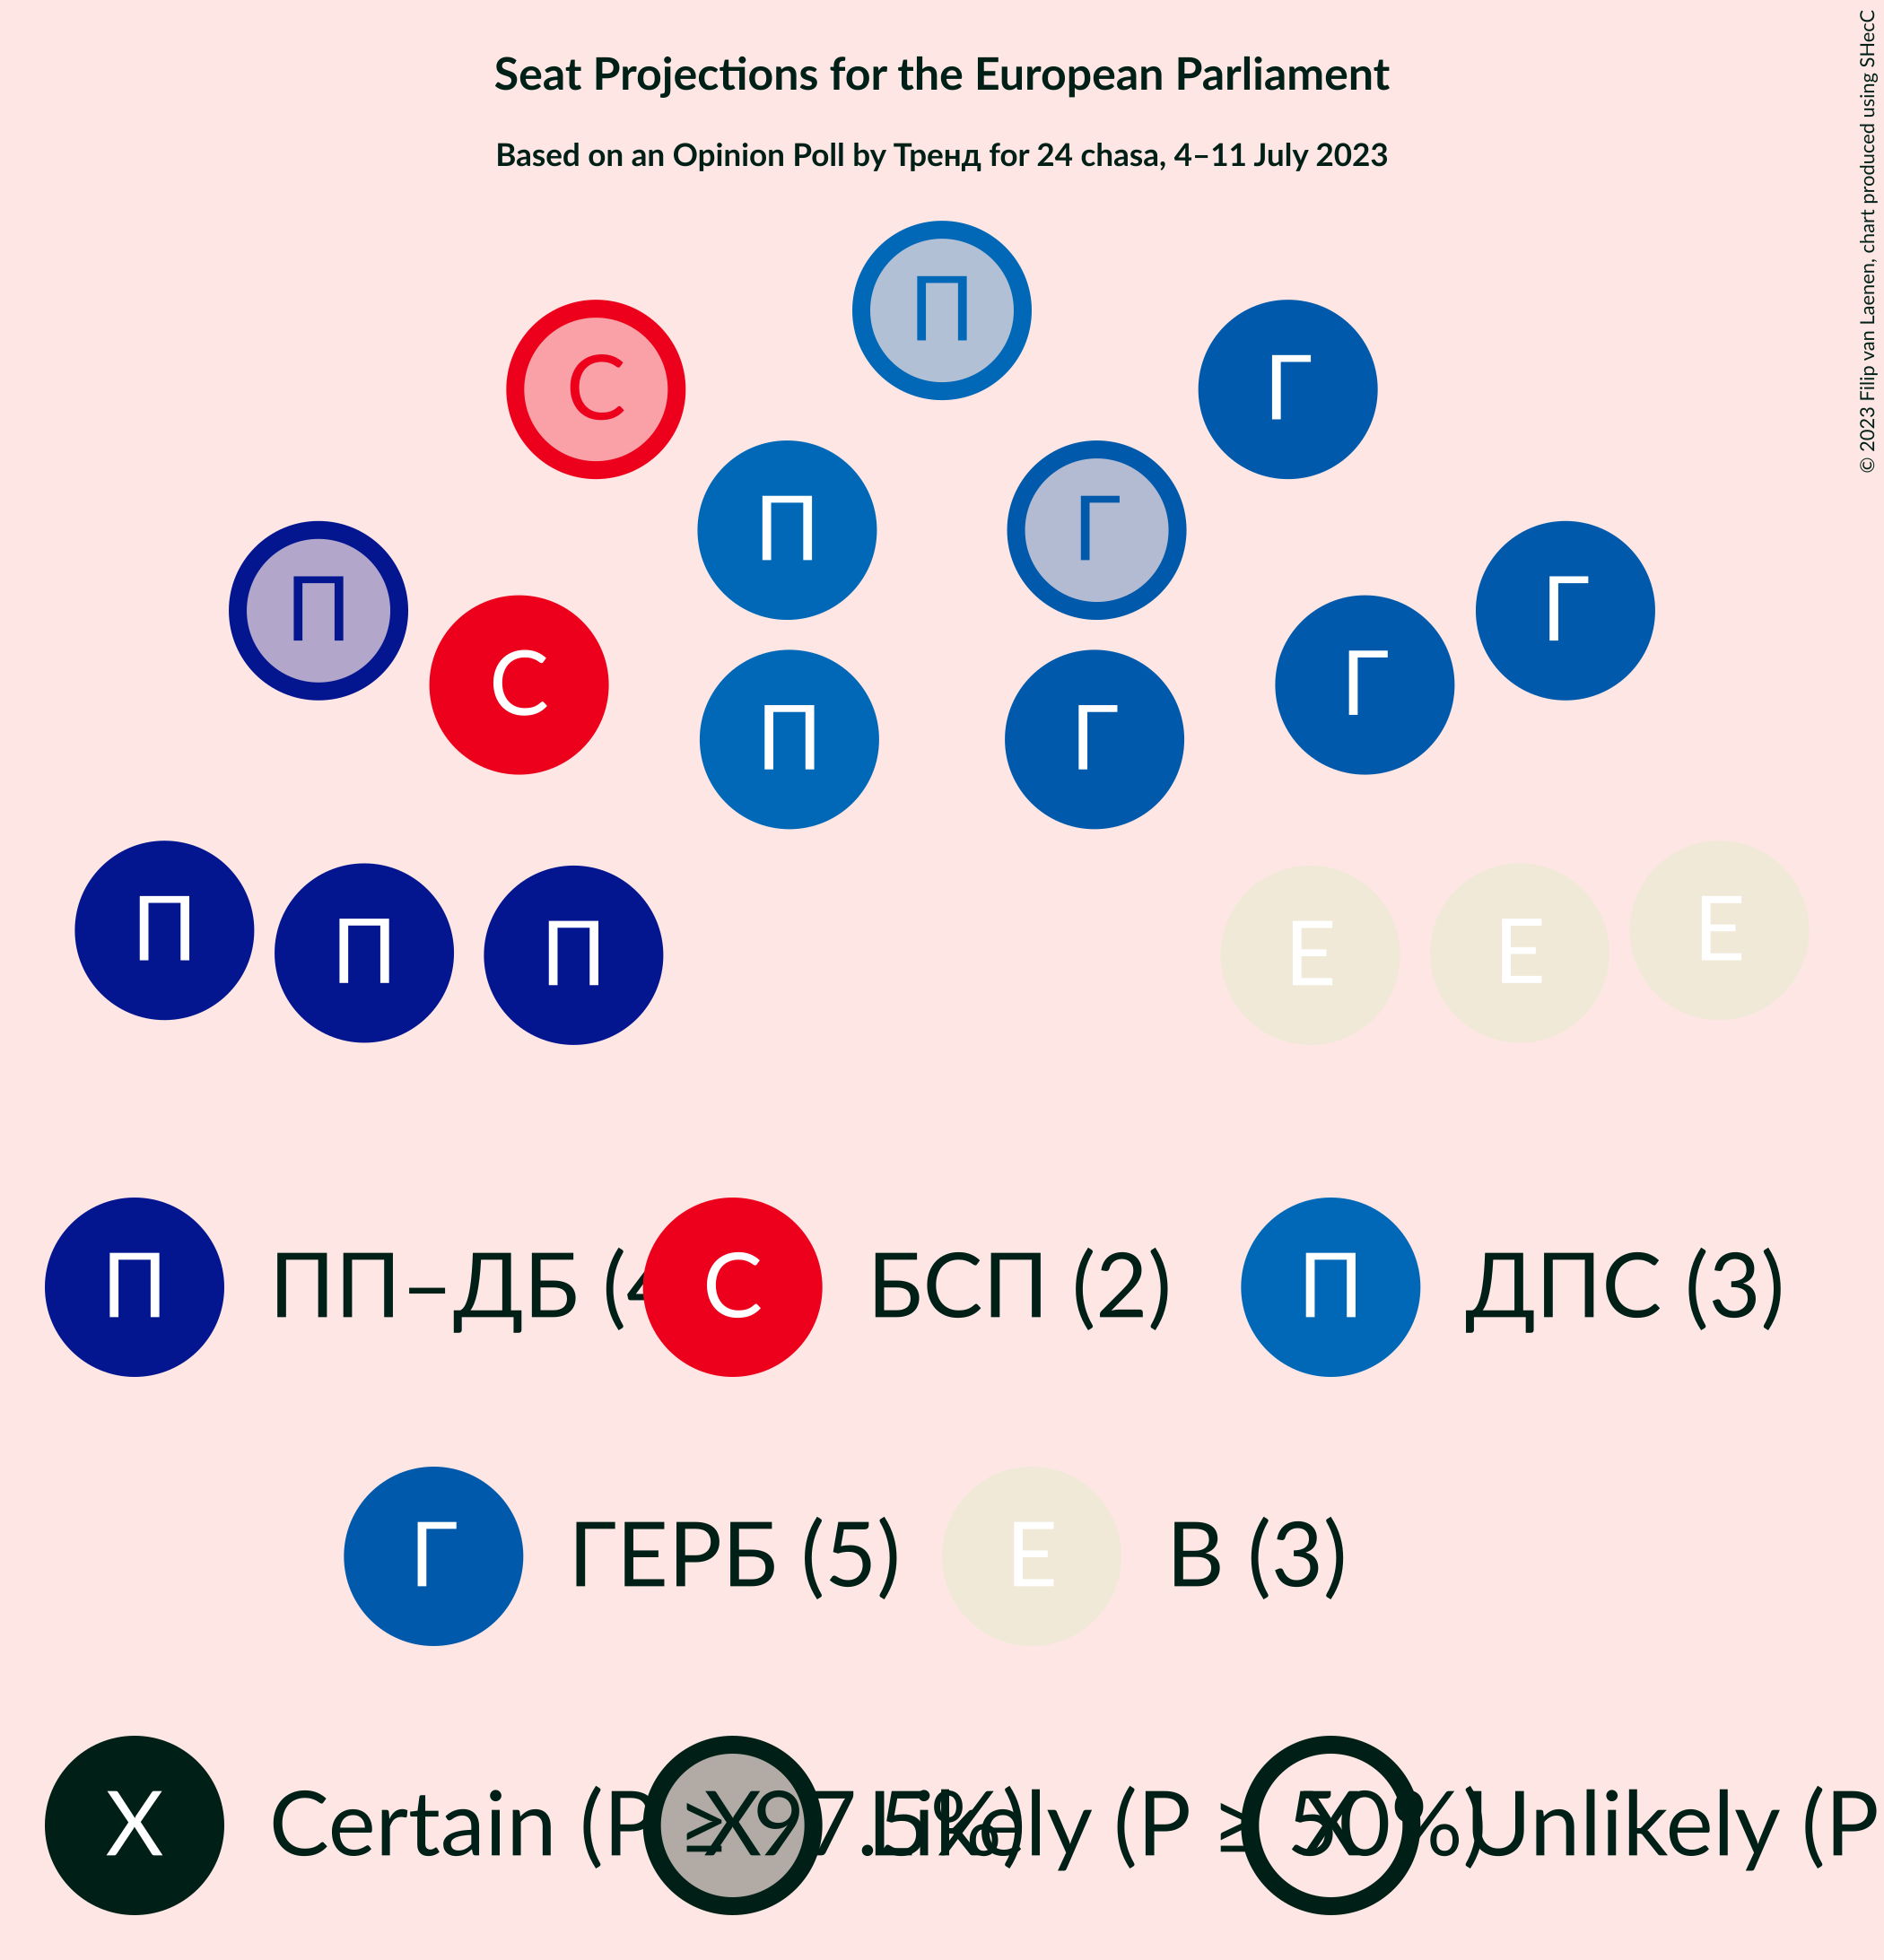 Seat Projections for the European Parliament
Based on an Opinion Poll by Тренд for 24 chasa, 4–11 July 2023
© 2023 Filip van Laenen, chart produced using SHecC
П
С
Г
П
Г
П
Г
С
Г
П
Г
П
П
П
Е
Е
Е
П ПП–ДБ (4
С БСП (2)
П ДПС (3)
Г ГЕРБ (5)
Е В (3)
X Certain (P ≥ 97.5%)
X Likely (P ≥ 50%)
X Unlikely (P